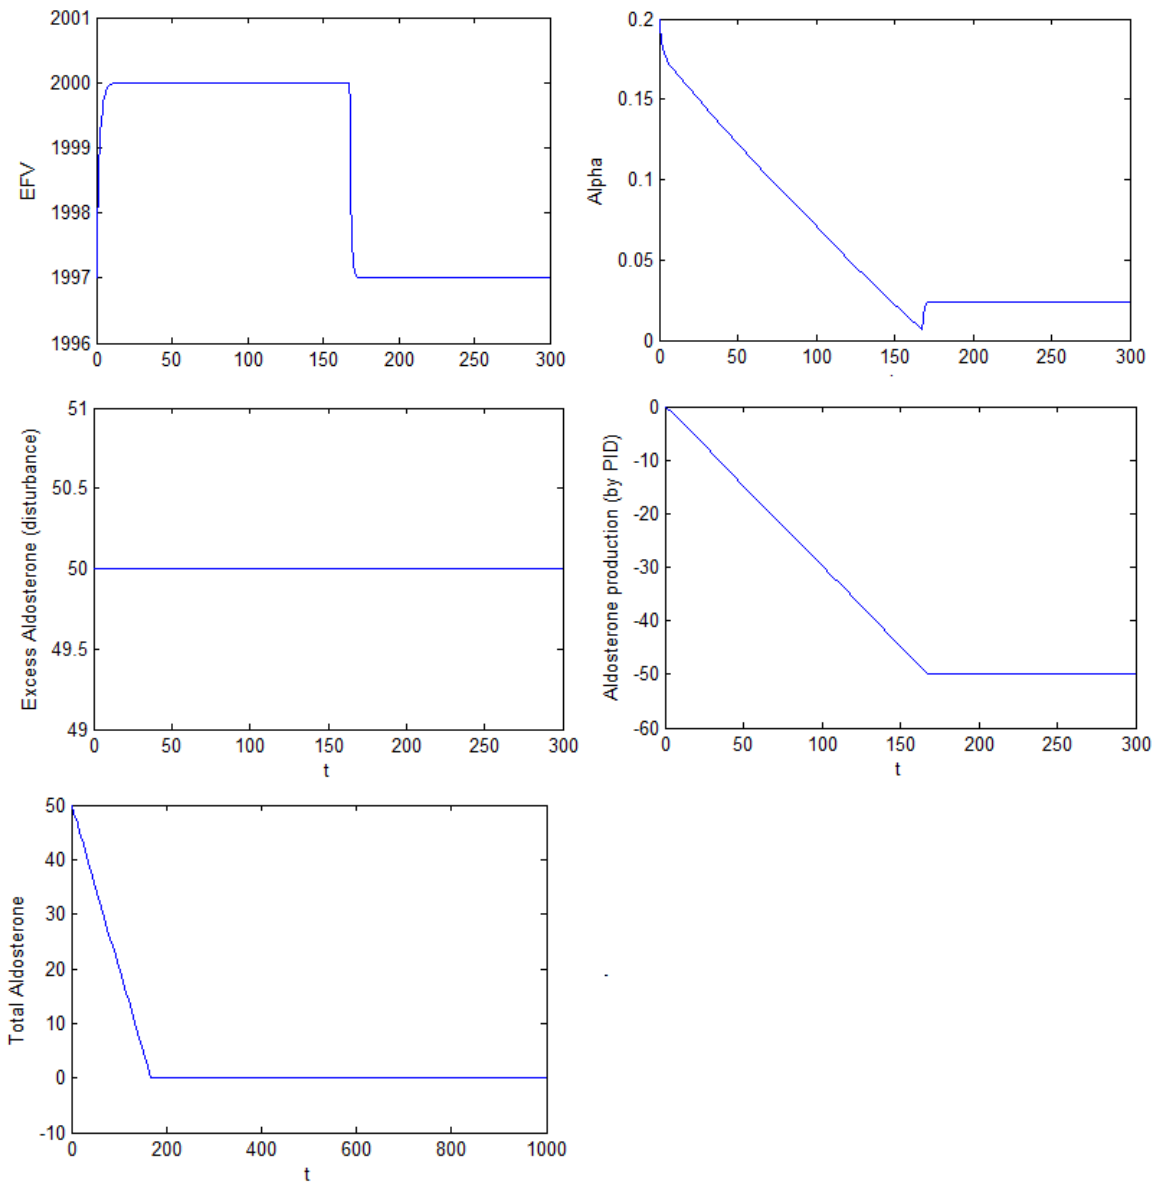 2001
2000
1999
1998
1997
1996
EFV
0 50 100 150 200 250 300
0.2
0.15
0.1
0.05
0
Alpha
0 50 100 150 200 250 300
51
50.5
50
49.5
49
Excess Aldosterone (disturbance)
0 50 100 150 200 250 300
t
0
-10
-20
-30
-40
-50
-60
Aldosterone production (by PID)
0 50 100 150 200 250 300
t
50
40
30
20
10
0
-10
Total Aldosterone
0 200 400 600 800 1000
t